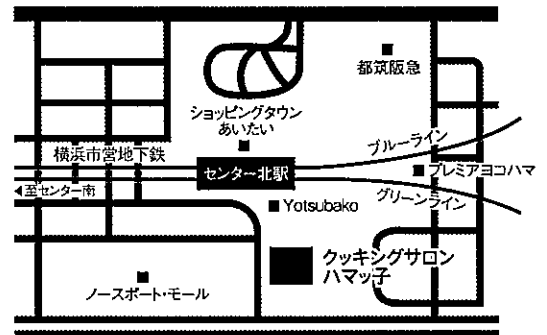 都筑阪急
ショッピングタウン
あいたい
ブルーライン
横浜市営地下鉄
センター北駅
プレミアヨコハマ
◀至センター南
グリーンライン
Yotsubako
クッキングサロン
ハマッ子
ノースポート・モール